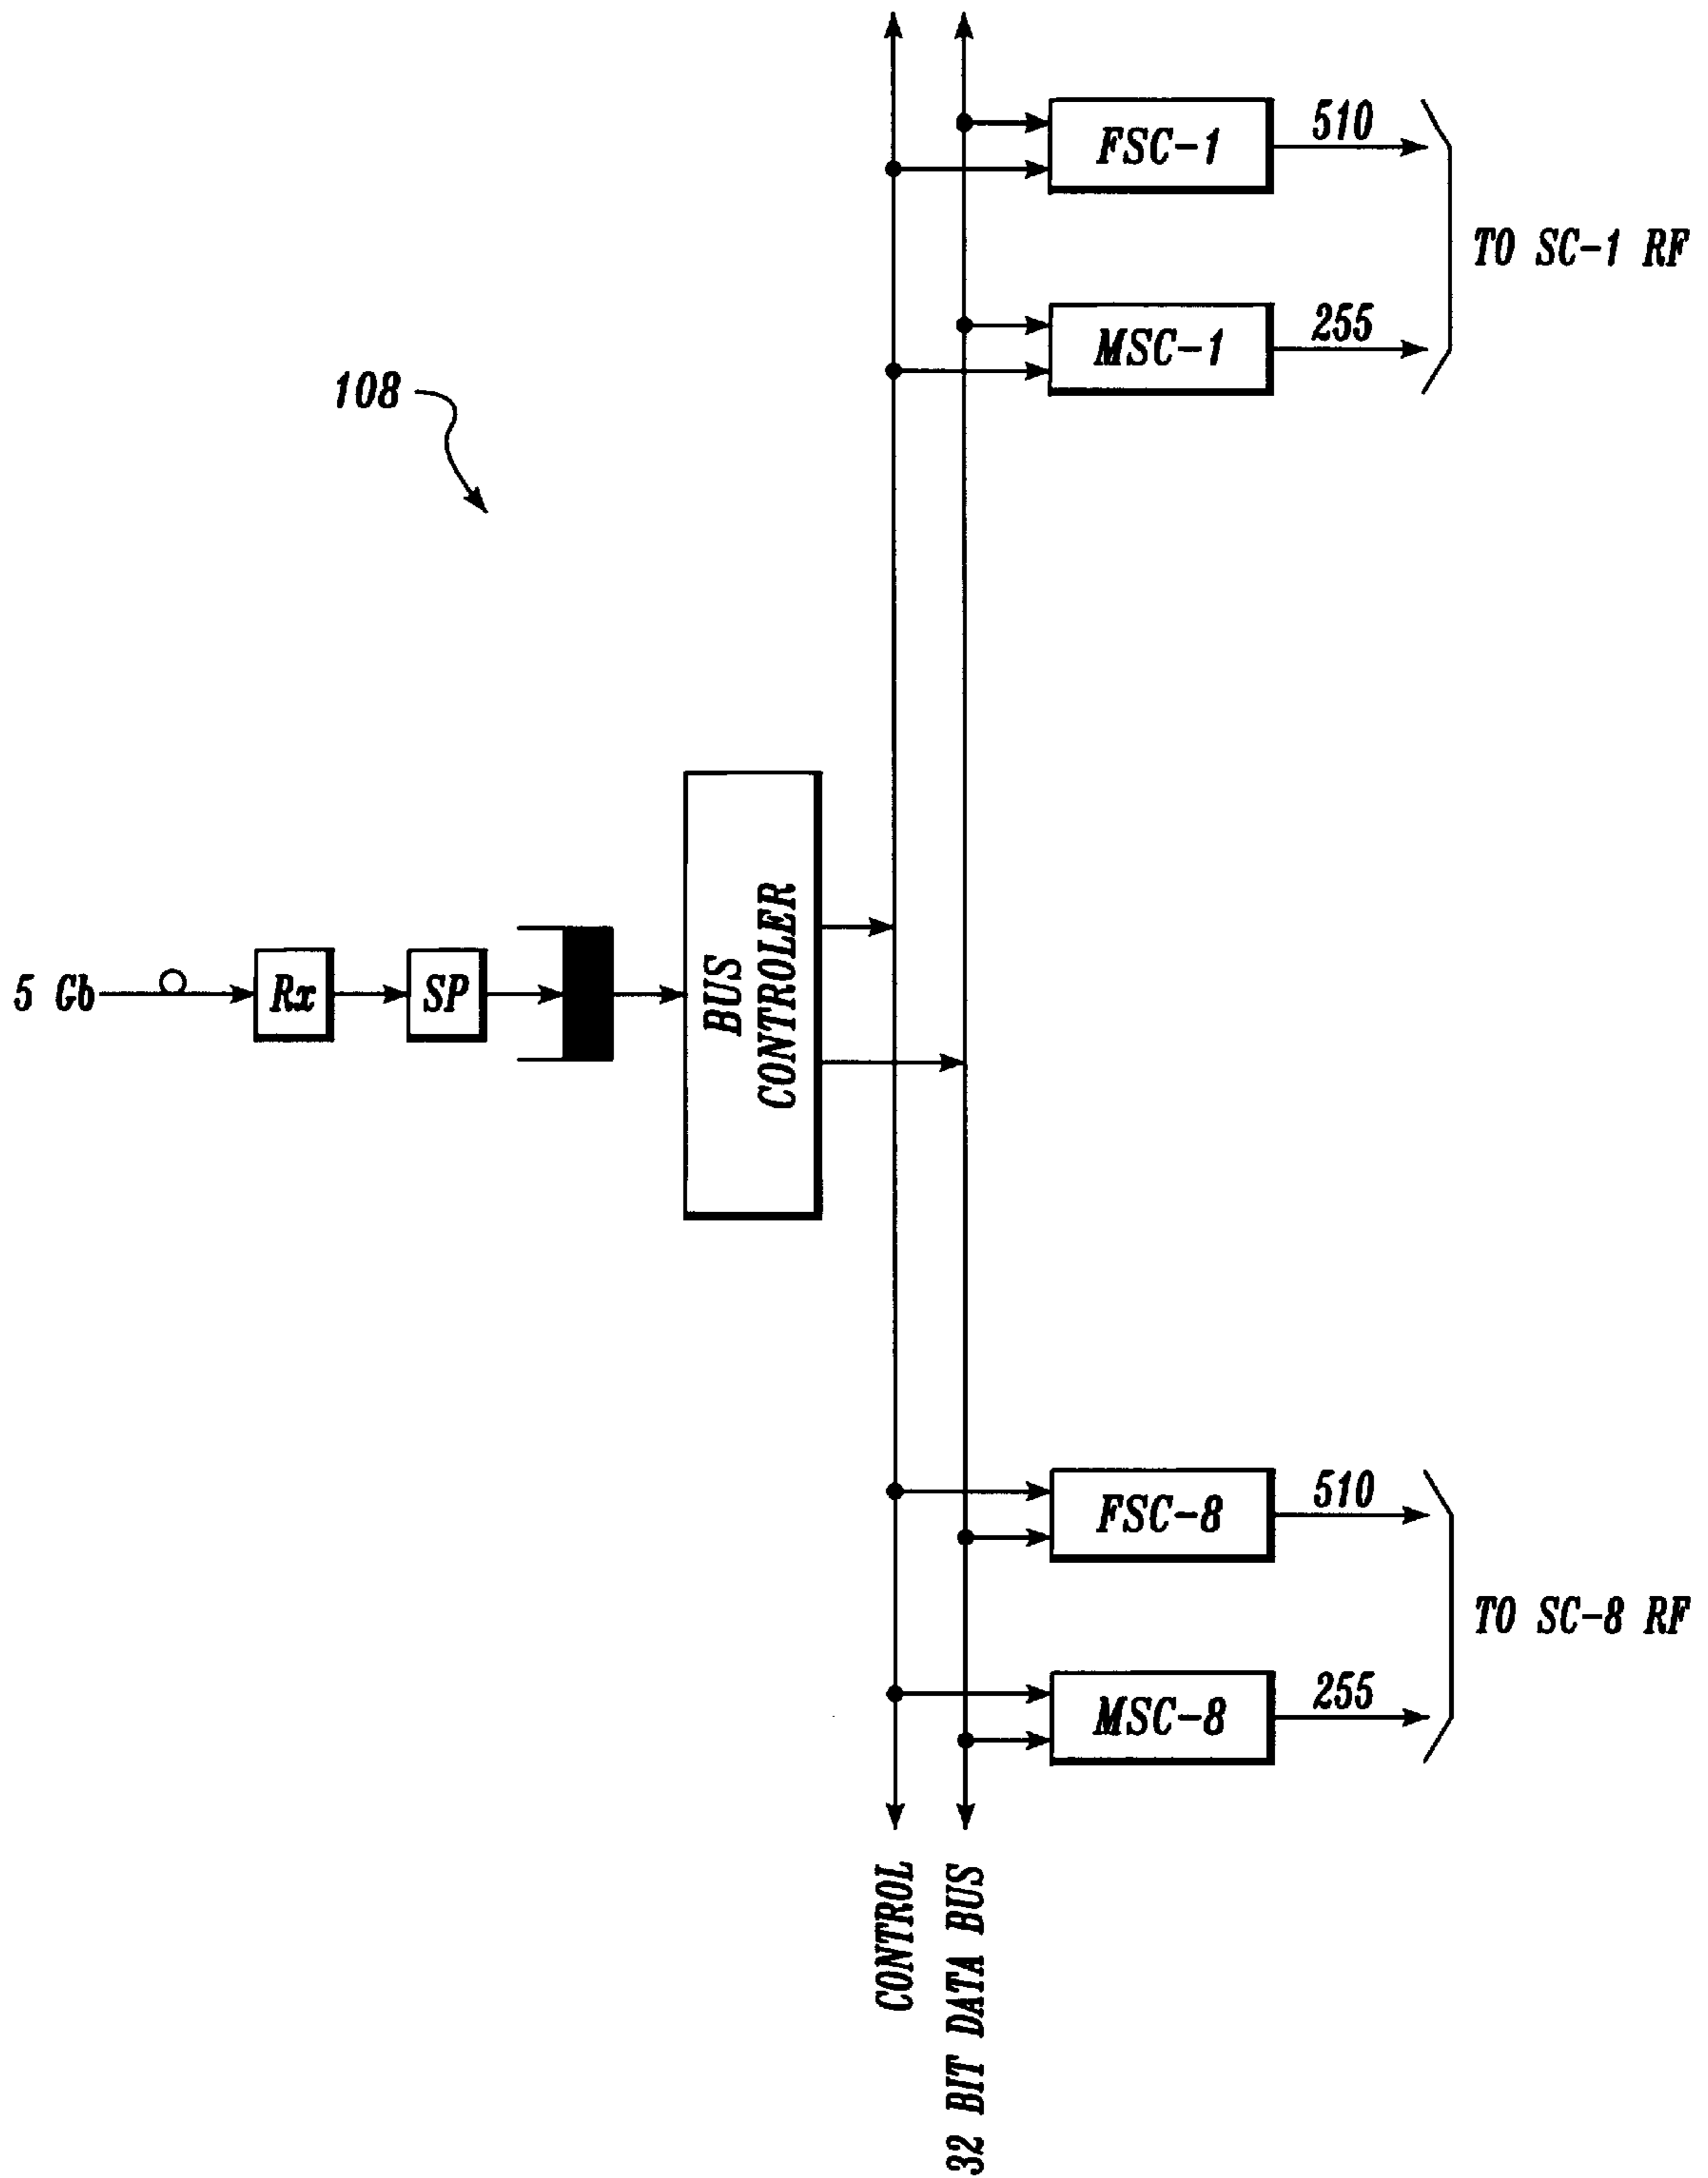 510
FSC-1
TO SC-1 RF
255
MSC-1
108
BUS
CONTROLER
5 Gb
Rx
SP
510
FSC-8
TO SC-8 RF
255
MSC-8
CONTROL
32 BIT DATA BUS